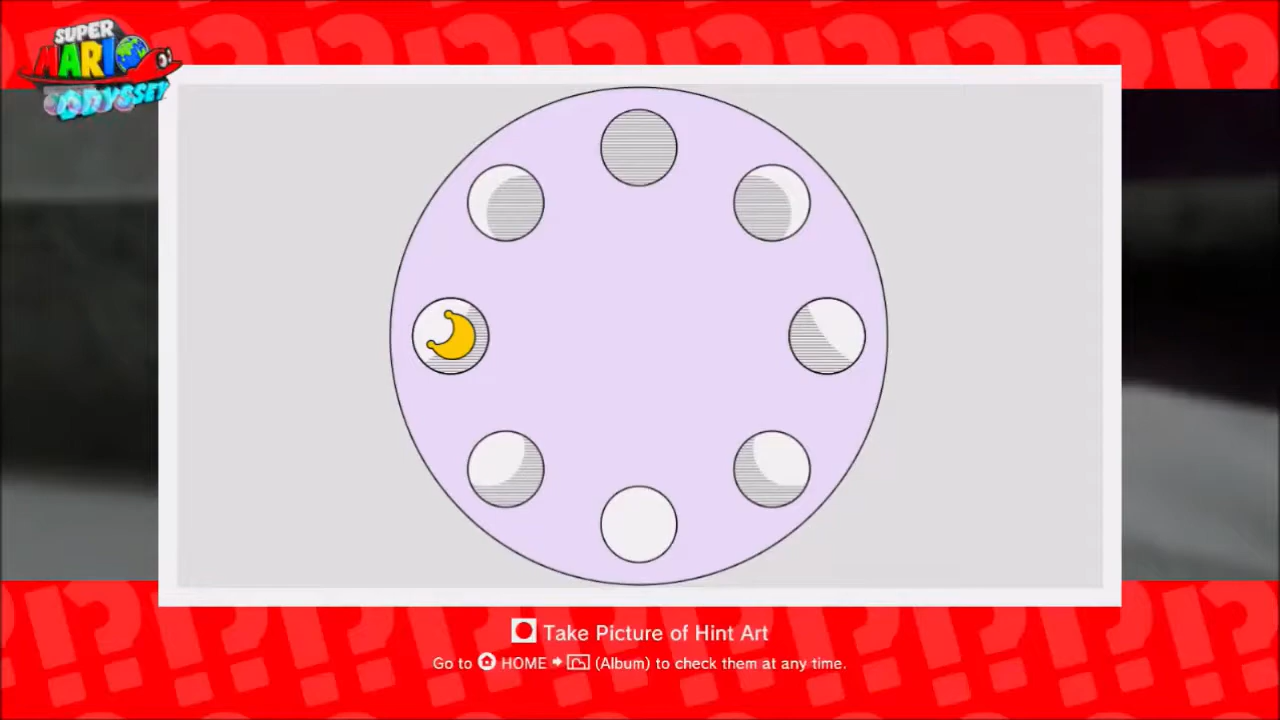 SUPER
MARIO
ODYSSEY
Take Picture of Hint Art
Go to HOME → (Album) to check them at any time.